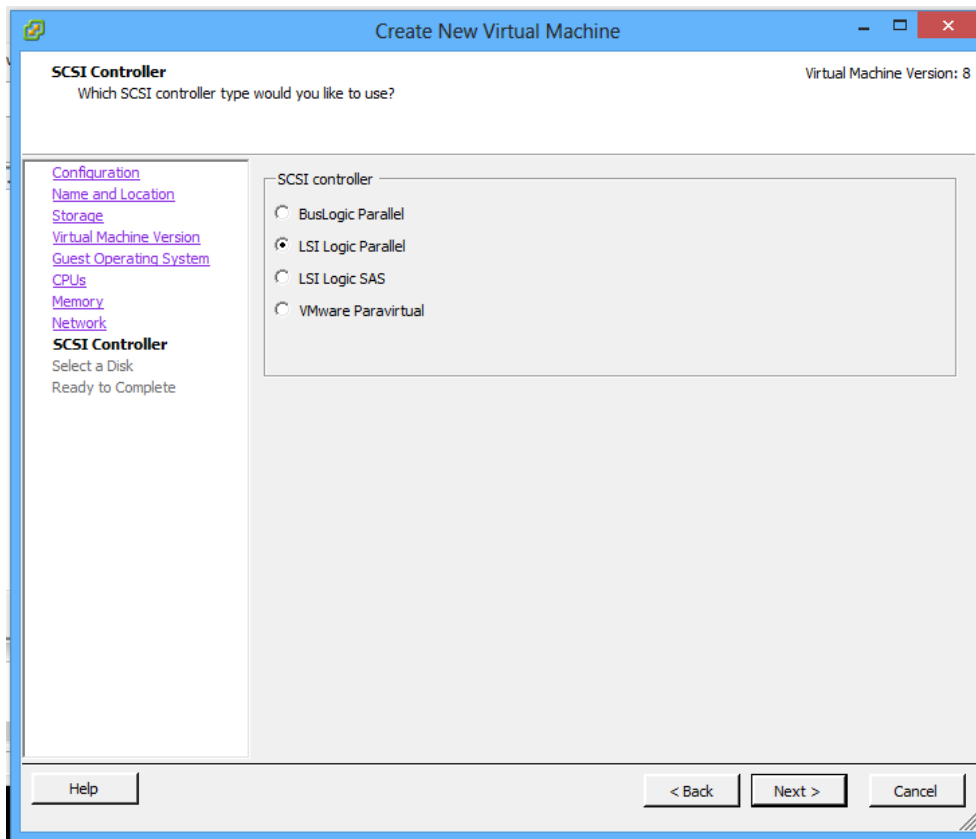 Create New Virtual Machine
SCSI Controller
Virtual Machine Version: 8
Which SCSI controller type would you like to use?
Configuration
Name and Location
Storage
Virtual Machine Version
Guest Operating System
CPUs
Memory
Network
SCSI Controller
Select a Disk
Ready to Complete
SCSI controller
BusLogic Parallel
LSI Logic Parallel
LSI Logic SAS
VMware Paravirtual
Help
< Back
Next >
Cancel